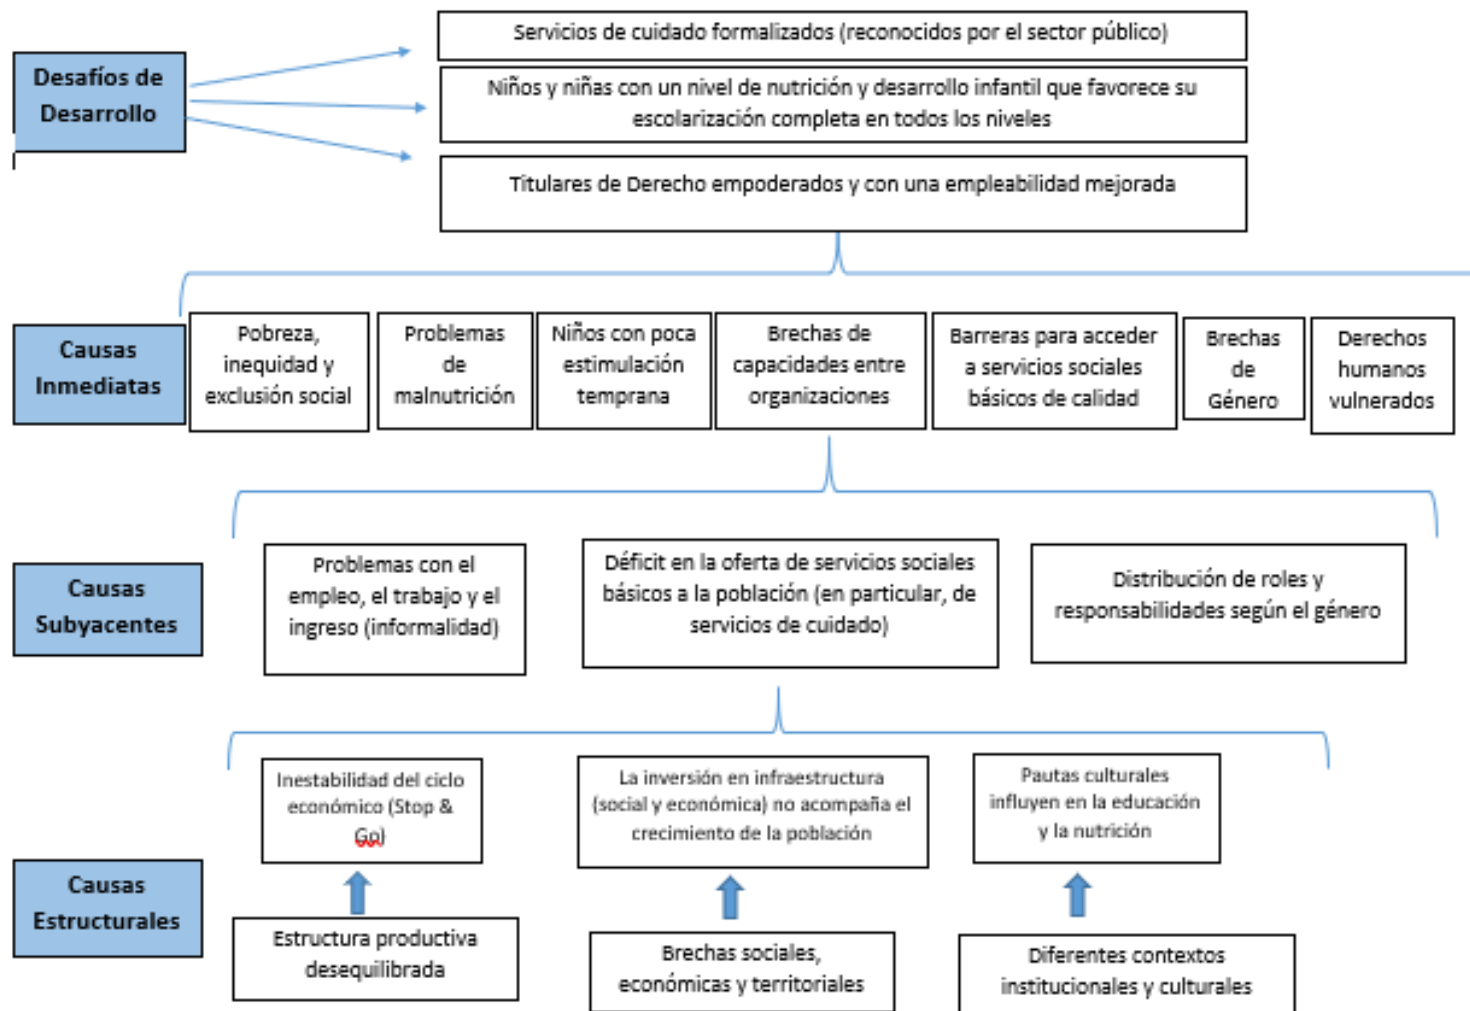 Servicios de cuidado formalizados (reconocidos por el sector público)
Desafíos de
Desarrollo
Niños y niñas con un nivel de nutrición y desarrollo infantil que favorece su
escolarización completa en todos los niveles
Titulares de Derecho empoderados y con una empleabilidad mejorada
Causas
Inmediatas
Pobreza,
inequidad y
exclusión social
Problemas
de
malnutrición
Niños con poca
estimulación
temprana
Brechas de
capacidades entre
organizaciones
Barreras para acceder
a servicios sociales
básicos de calidad
Brechas
de
Género
Derechos
humanos
vulnerados
Causas
Subyacentes
Problemas con el
empleo, el trabajo y el
ingreso (informalidad)
Déficit en la oferta de servicios sociales
básicos a la población (en particular, de
servicios de cuidado)
Distribución de roles y
responsabilidades según el género
Causas
Estructurales
Inestabilidad del ciclo
económico (Stop &
Go)
La inversión en infraestructura
(social y económica) no acompaña el
crecimiento de la población
Pautas culturales
influyen en la educación
y la nutrición
Estructura productiva
desequilibrada
Brechas sociales,
económicas y territoriales
Diferentes contextos
institucionales y culturales